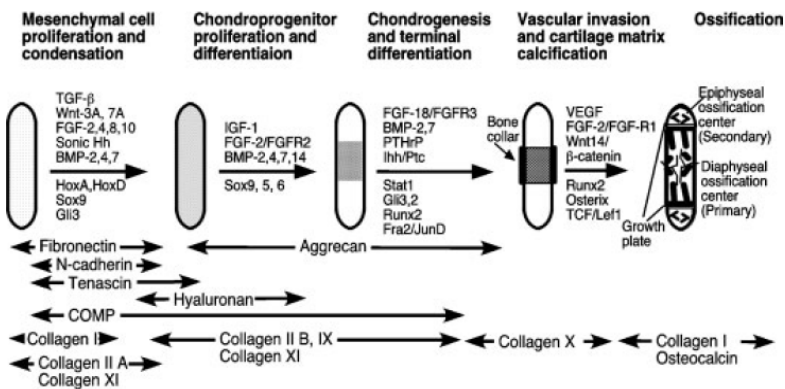 Mesenchymal cell
proliferation and
condensation
Chondroprogenitor
proliferation and
differentiaion
Chondrogenesis
and terminal
differentiation
Vascular invasion
and cartilage matrix
calcification
Ossification
TGF-β
Wnt-3A, 7A
FGF-2,4,8,10
Sonic Hh
BMP-2,4,7
HoxA,HoxD
Sox9
Gli3
IGF-1
FGF-2/FGFR2
BMP-2,4,7,14
Sox9, 5, 6
FGF-18/FGFR3
BMP-2,7
PTHrP
Ihh/Ptc
Stat1
Gli3,2
Runx2
Fra2/JunD
Bone
collar
VEGF
FGF-2/FGF-R1
Wnt14/
β-catenin
Runx2
Osterix
TCF/Lef1
Epiphyseal
ossification
center
(Secondary)
Diaphyseal
ossification
center
(Primary)
Growth
plate
Fibronectin
Aggrecan
N-cadherin
Tenascin
Hyaluronan
COMP
Collagen I
Collagen II A
Collagen XI
Collagen II B, IX
Collagen XI
Collagen X
Collagen I
Osteocalcin